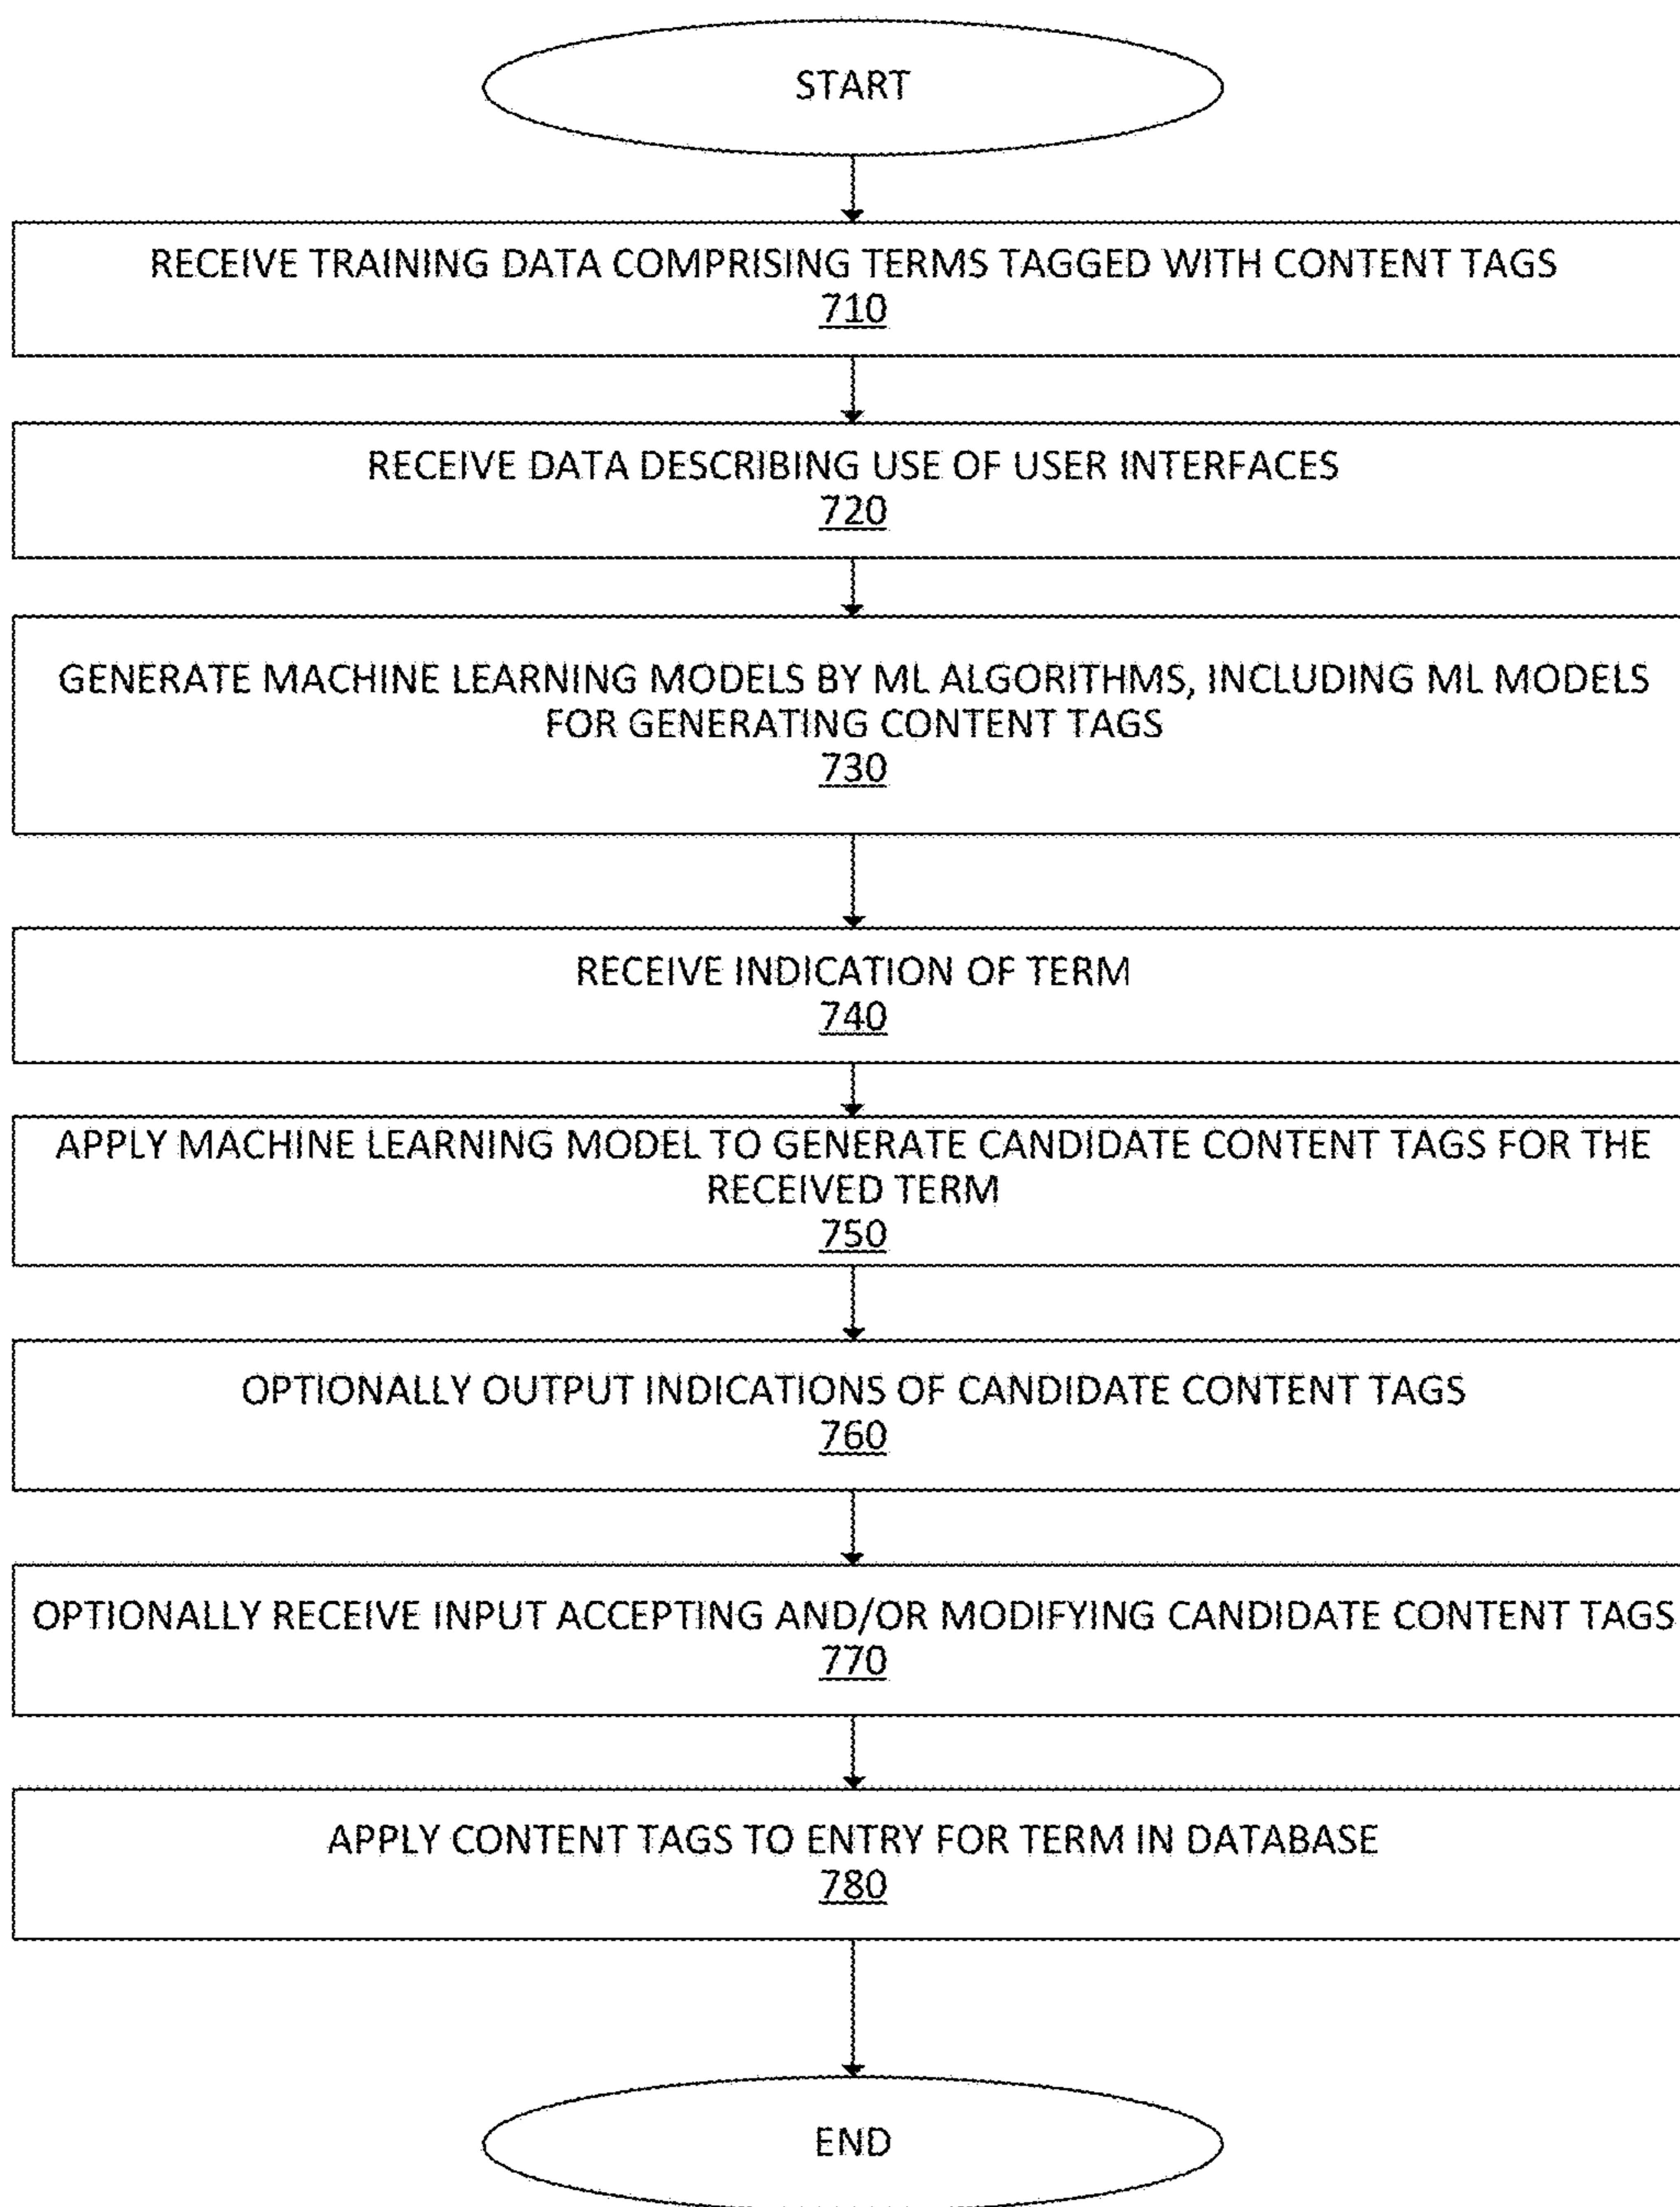 START
RECEIVE TRAINING DATA COMPRISING TERMS TAGGED WITH CONTENT TAGS
710
RECEIVE DATA DESCRIBING USE OF USER INTERFACES
720
GENERATE MACHINE LEARNING MODELS BY ML ALGORITHMS, INCLUDING ML MODELS
FOR GENERATING CONTENT TAGS
730
RECEIVE INDICATION OF TERM
740
APPLY MACHINE LEARNING MODEL TO GENERATE CANDIDATE CONTENT TAGS FOR THE
RECEIVED TERM
750
OPTIONALLY OUTPUT INDICATIONS OF CANDIDATE CONTENT TAGS
760
OPTIONALLY RECEIVE INPUT ACCEPTING AND/OR MODIFYING CANDIDATE CONTENT TAGS
770
APPLY CONTENT TAGS TO ENTRY FOR TERM IN DATABASE
780
END